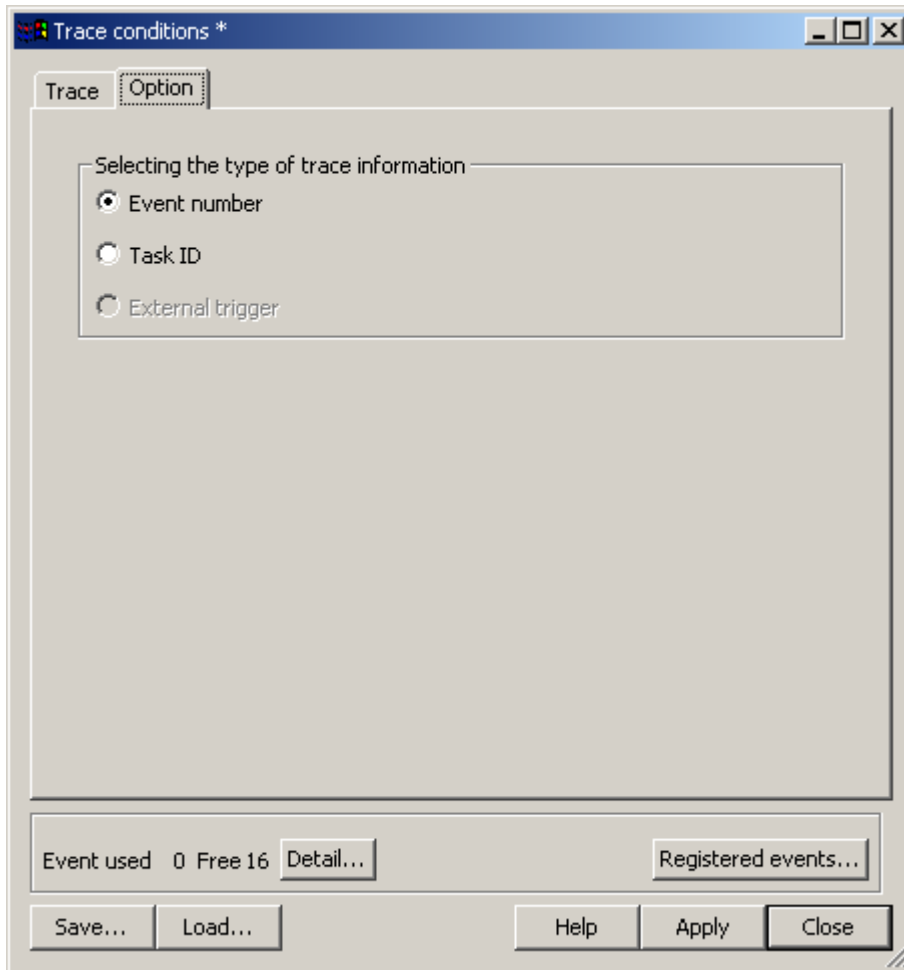 Trace conditions *
Trace Option
Selecting the type of trace information
Event number
Task ID
External trigger
Event used 0 Free 16 Detail... Registered events...
Save... Load... Help Apply Close